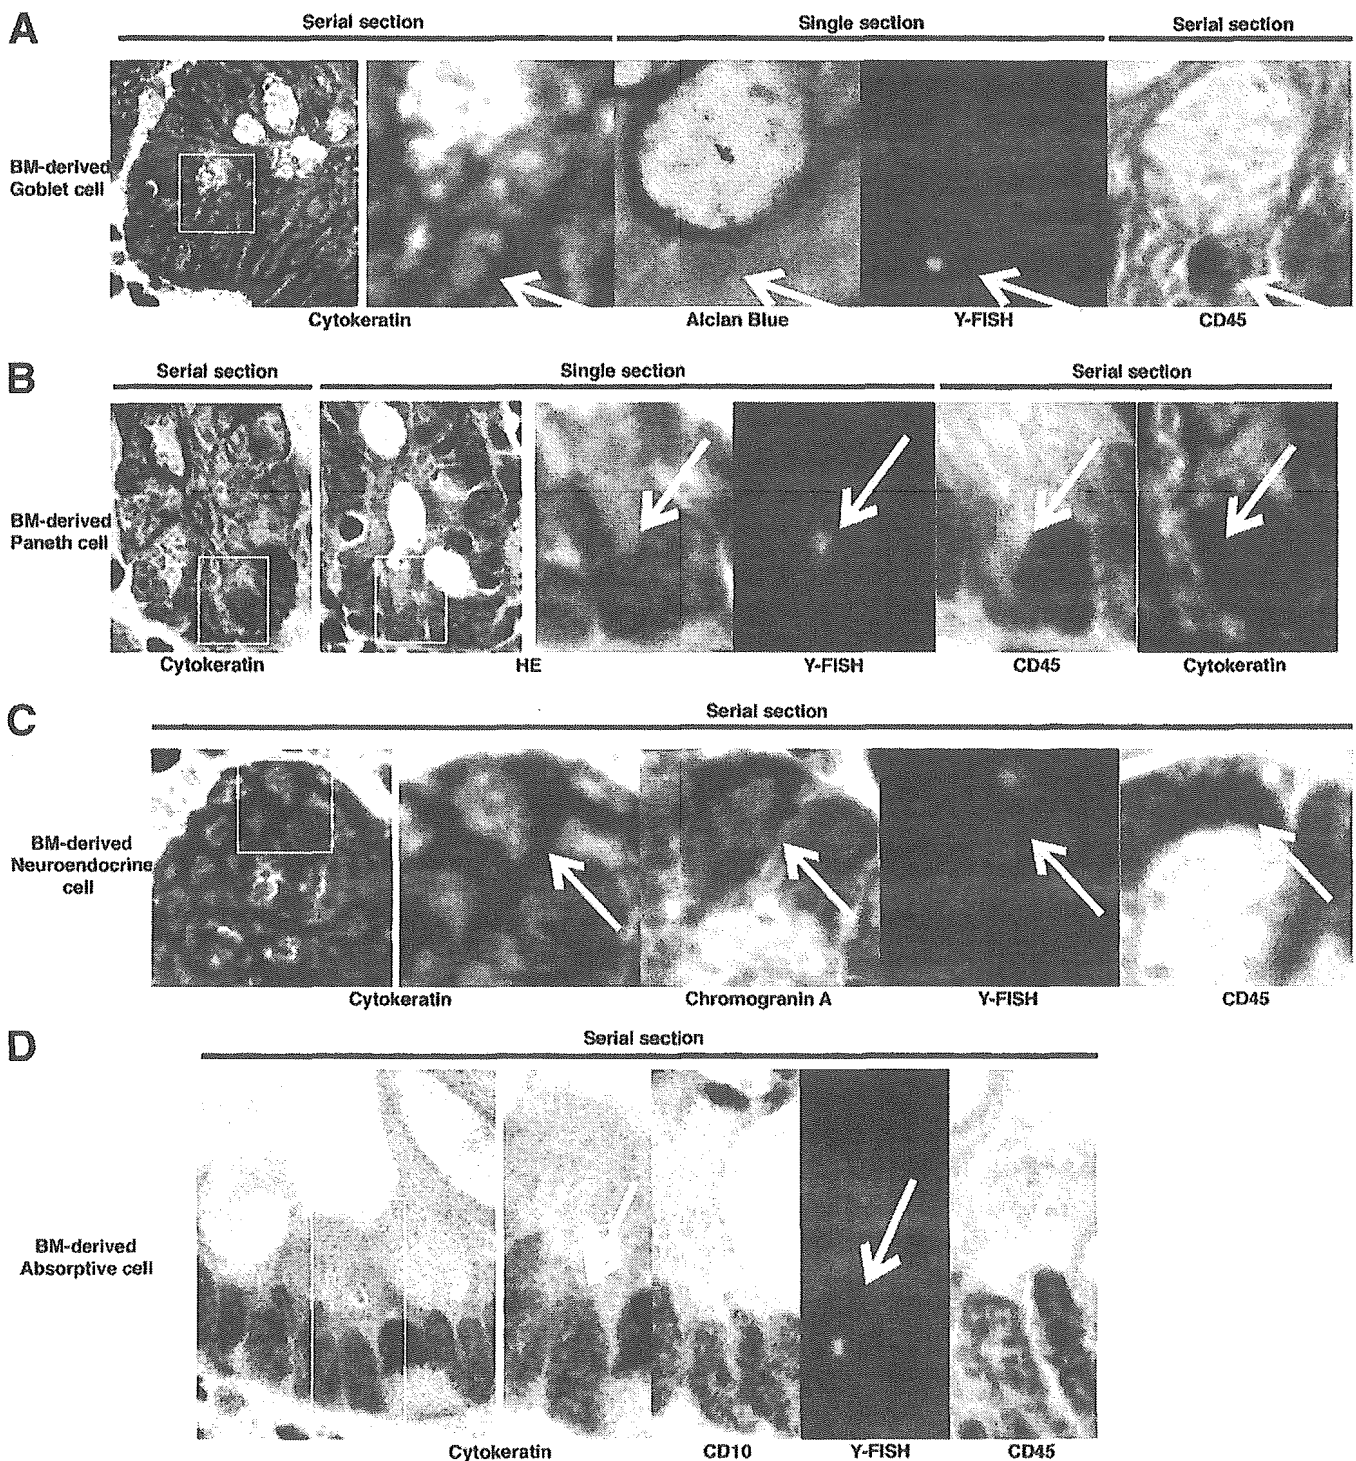 A
Serial section Single section Serial section
BM-derived
Goblet cell
Cytokeratin Alcian Blue Y-FISH CD45
B
Serial section Single section Serial section
BM-derived
Paneth cell
Cytokeratin HE Y-FISH CD45 Cytokeratin
C
Serial section
BM-derived
Neuroendocrine
cell
Cytokeratin Chromogranin A Y-FISH CD45
D
Serial section
BM-derived
Absorptive cell
Cytokeratin CD10 Y-FISH CD45